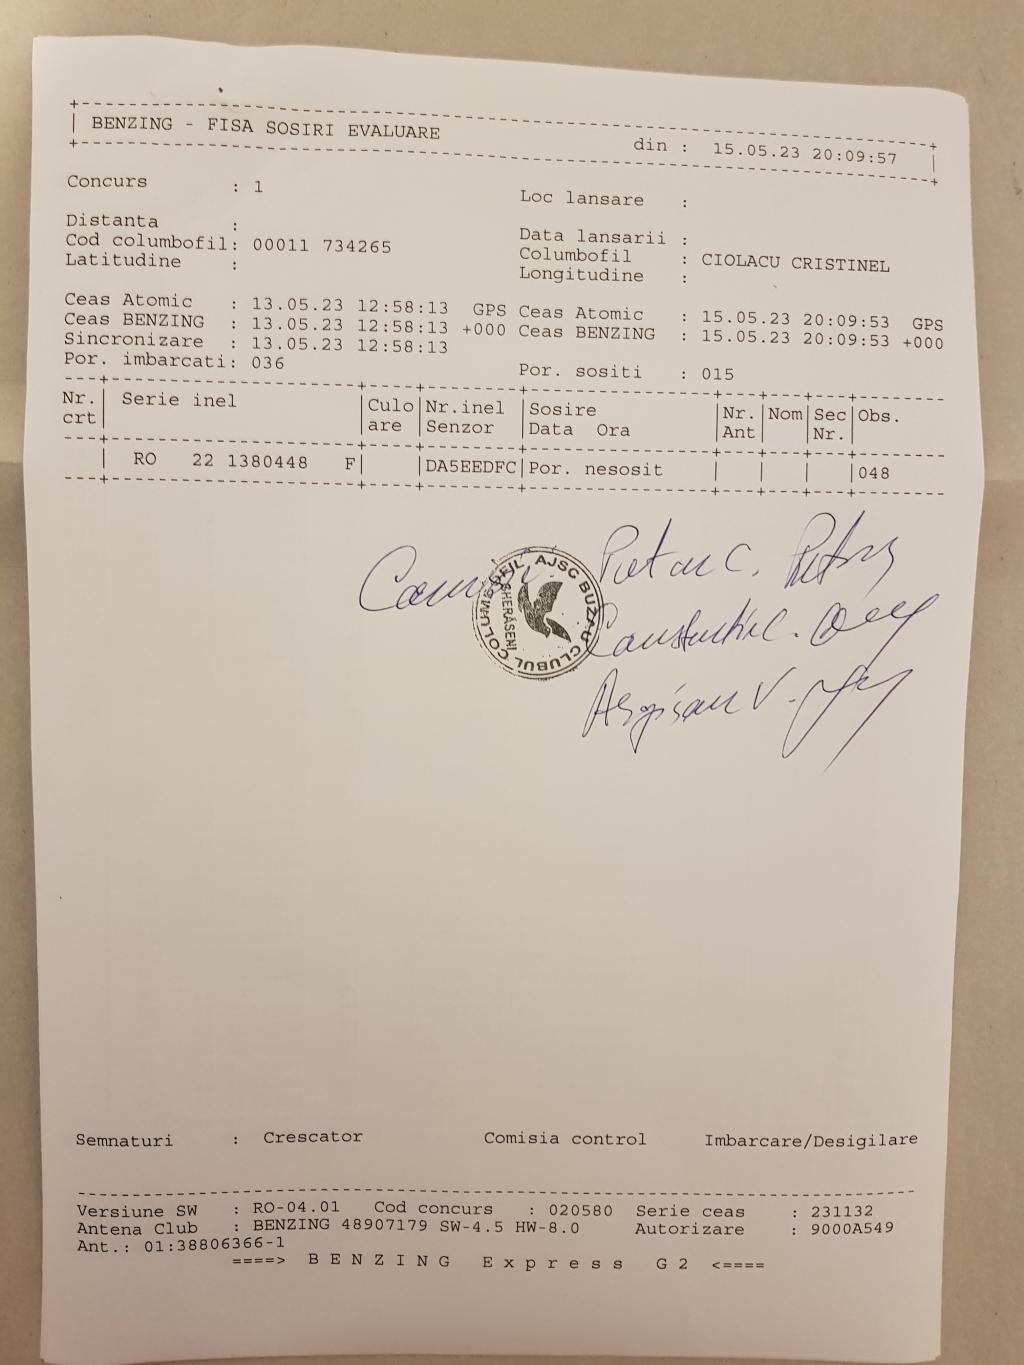 BENZING - FISA SOSIRI EVALUARE din : 15.05.23 20:09:57
Concurs : 1 Loc lansare :
Distanta : Data lansarii :
Cod columbofil: 00011 734265 Columbofil : CIOLACU CRISTINEL
Latitudine : Longitudine :
Ceas Atomic : 13.05.23 12:58:13 GPS Ceas Atomic : 15.05.23 20:09:53 GPS
Ceas BENZING : 13.05.23 12:58:13 +000 Ceas BENZING : 15.05.23 20:09:53 +000
Sincronizare : 13.05.23 12:58:13
Por. imbarcati: 036 Por. sositi : 015
Nr. Serie inel Culo Nr.inel Sosire Nr. Nom Sec Obs.
crt are Senzor Data Ora Ant Nr.
RO 22 1380448 F DA5EEDFC Por. nesosit 048
CLUBUL COLUMBOFIL AJSC BUZAU
GHERĂSENI
Constantin C.
Semnaturi : Crescator Comisia control Imbarcare/Desigilare
Versiune SW : RO-04.01 Cod concurs : 020580 Serie ceas : 231132
Antena Club : BENZING 48907179 SW-4.5 HW-8.0 Autorizare : 9000A549
Ant.: 01:38806366-1
====> B E N Z I N G E x p r e s s G 2 <====